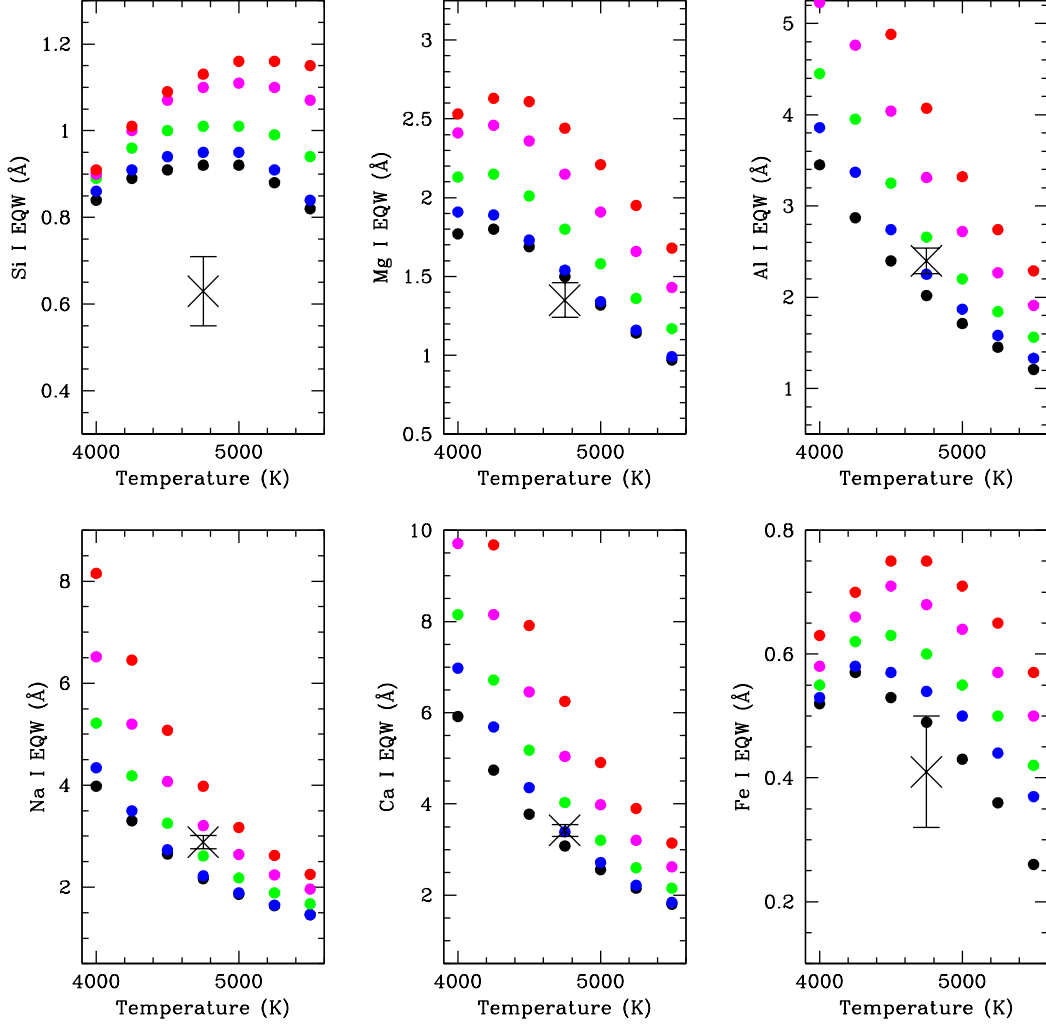 1.2
1
0.8
0.6
0.4
Si I EQW (Å)
4000 5000
Temperature (K)
3
2.5
2
1.5
1
0.5
Mg I EQW (Å)
4000 5000
Temperature (K)
5
4
3
2
1
Al I EQW (Å)
4000 5000
Temperature (K)
8
6
4
2
Na I EQW (Å)
4000 5000
Temperature (K)
10
8
6
4
2
Ca I EQW (Å)
4000 5000
Temperature (K)
0.8
0.6
0.4
0.2
Fe I EQW (Å)
4000 5000
Temperature (K)